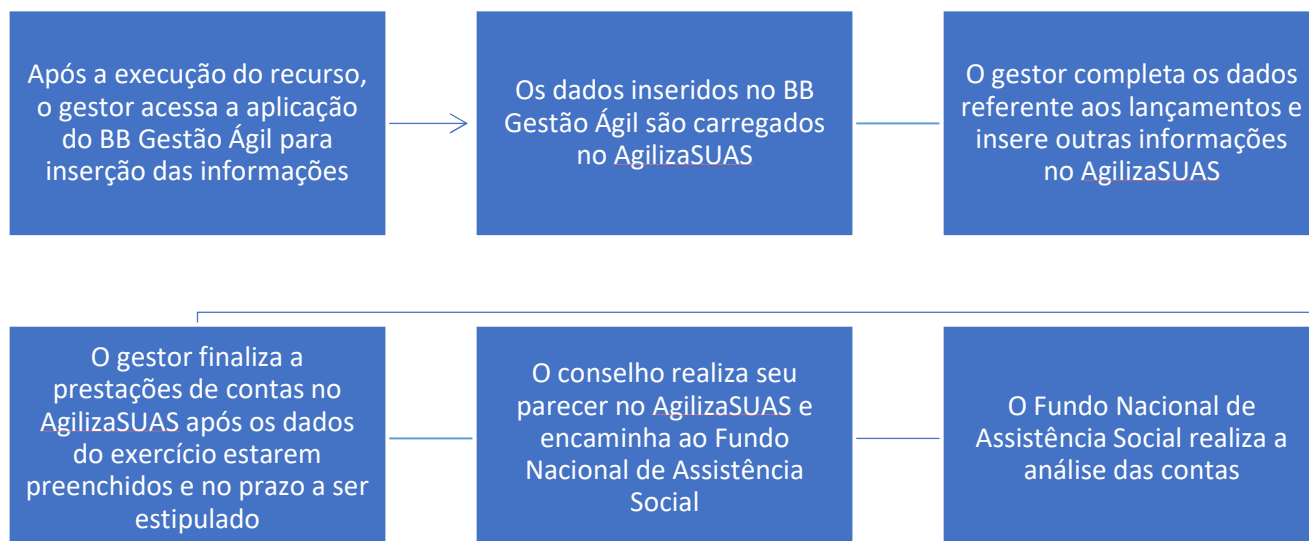 Após a execução do recurso,
o gestor acessa a aplicação
do BB Gestão Ágil para
inserção das informações
Os dados inseridos no BB
Gestão Ágil são carregados
no AgilizaSUAS
O gestor completa os dados
referente aos lançamentos e
insere outras informações
no AgilizaSUAS
O gestor finaliza a
prestações de contas no
AgilizaSUAS após os dados
do exercício estarem
preenchidos e no prazo a ser
estipulado
O conselho realiza seu
parecer no AgilizaSUAS e
encaminha ao Fundo
Nacional de Assistência
Social
O Fundo Nacional de
Assistência Social realiza a
análise das contas